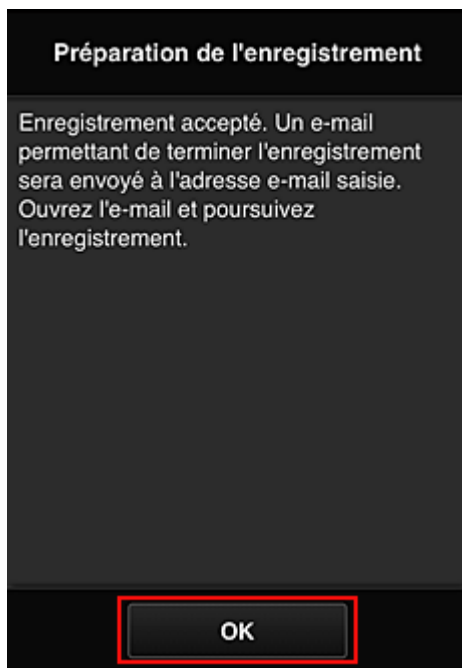 Préparation de l'enregistrement
Enregistrement accepté. Un e-mail
permettant de terminer l'enregistrement
sera envoyé à l'adresse e-mail saisie.
Ouvrez l'e-mail et poursuivez
l'enregistrement.
OK